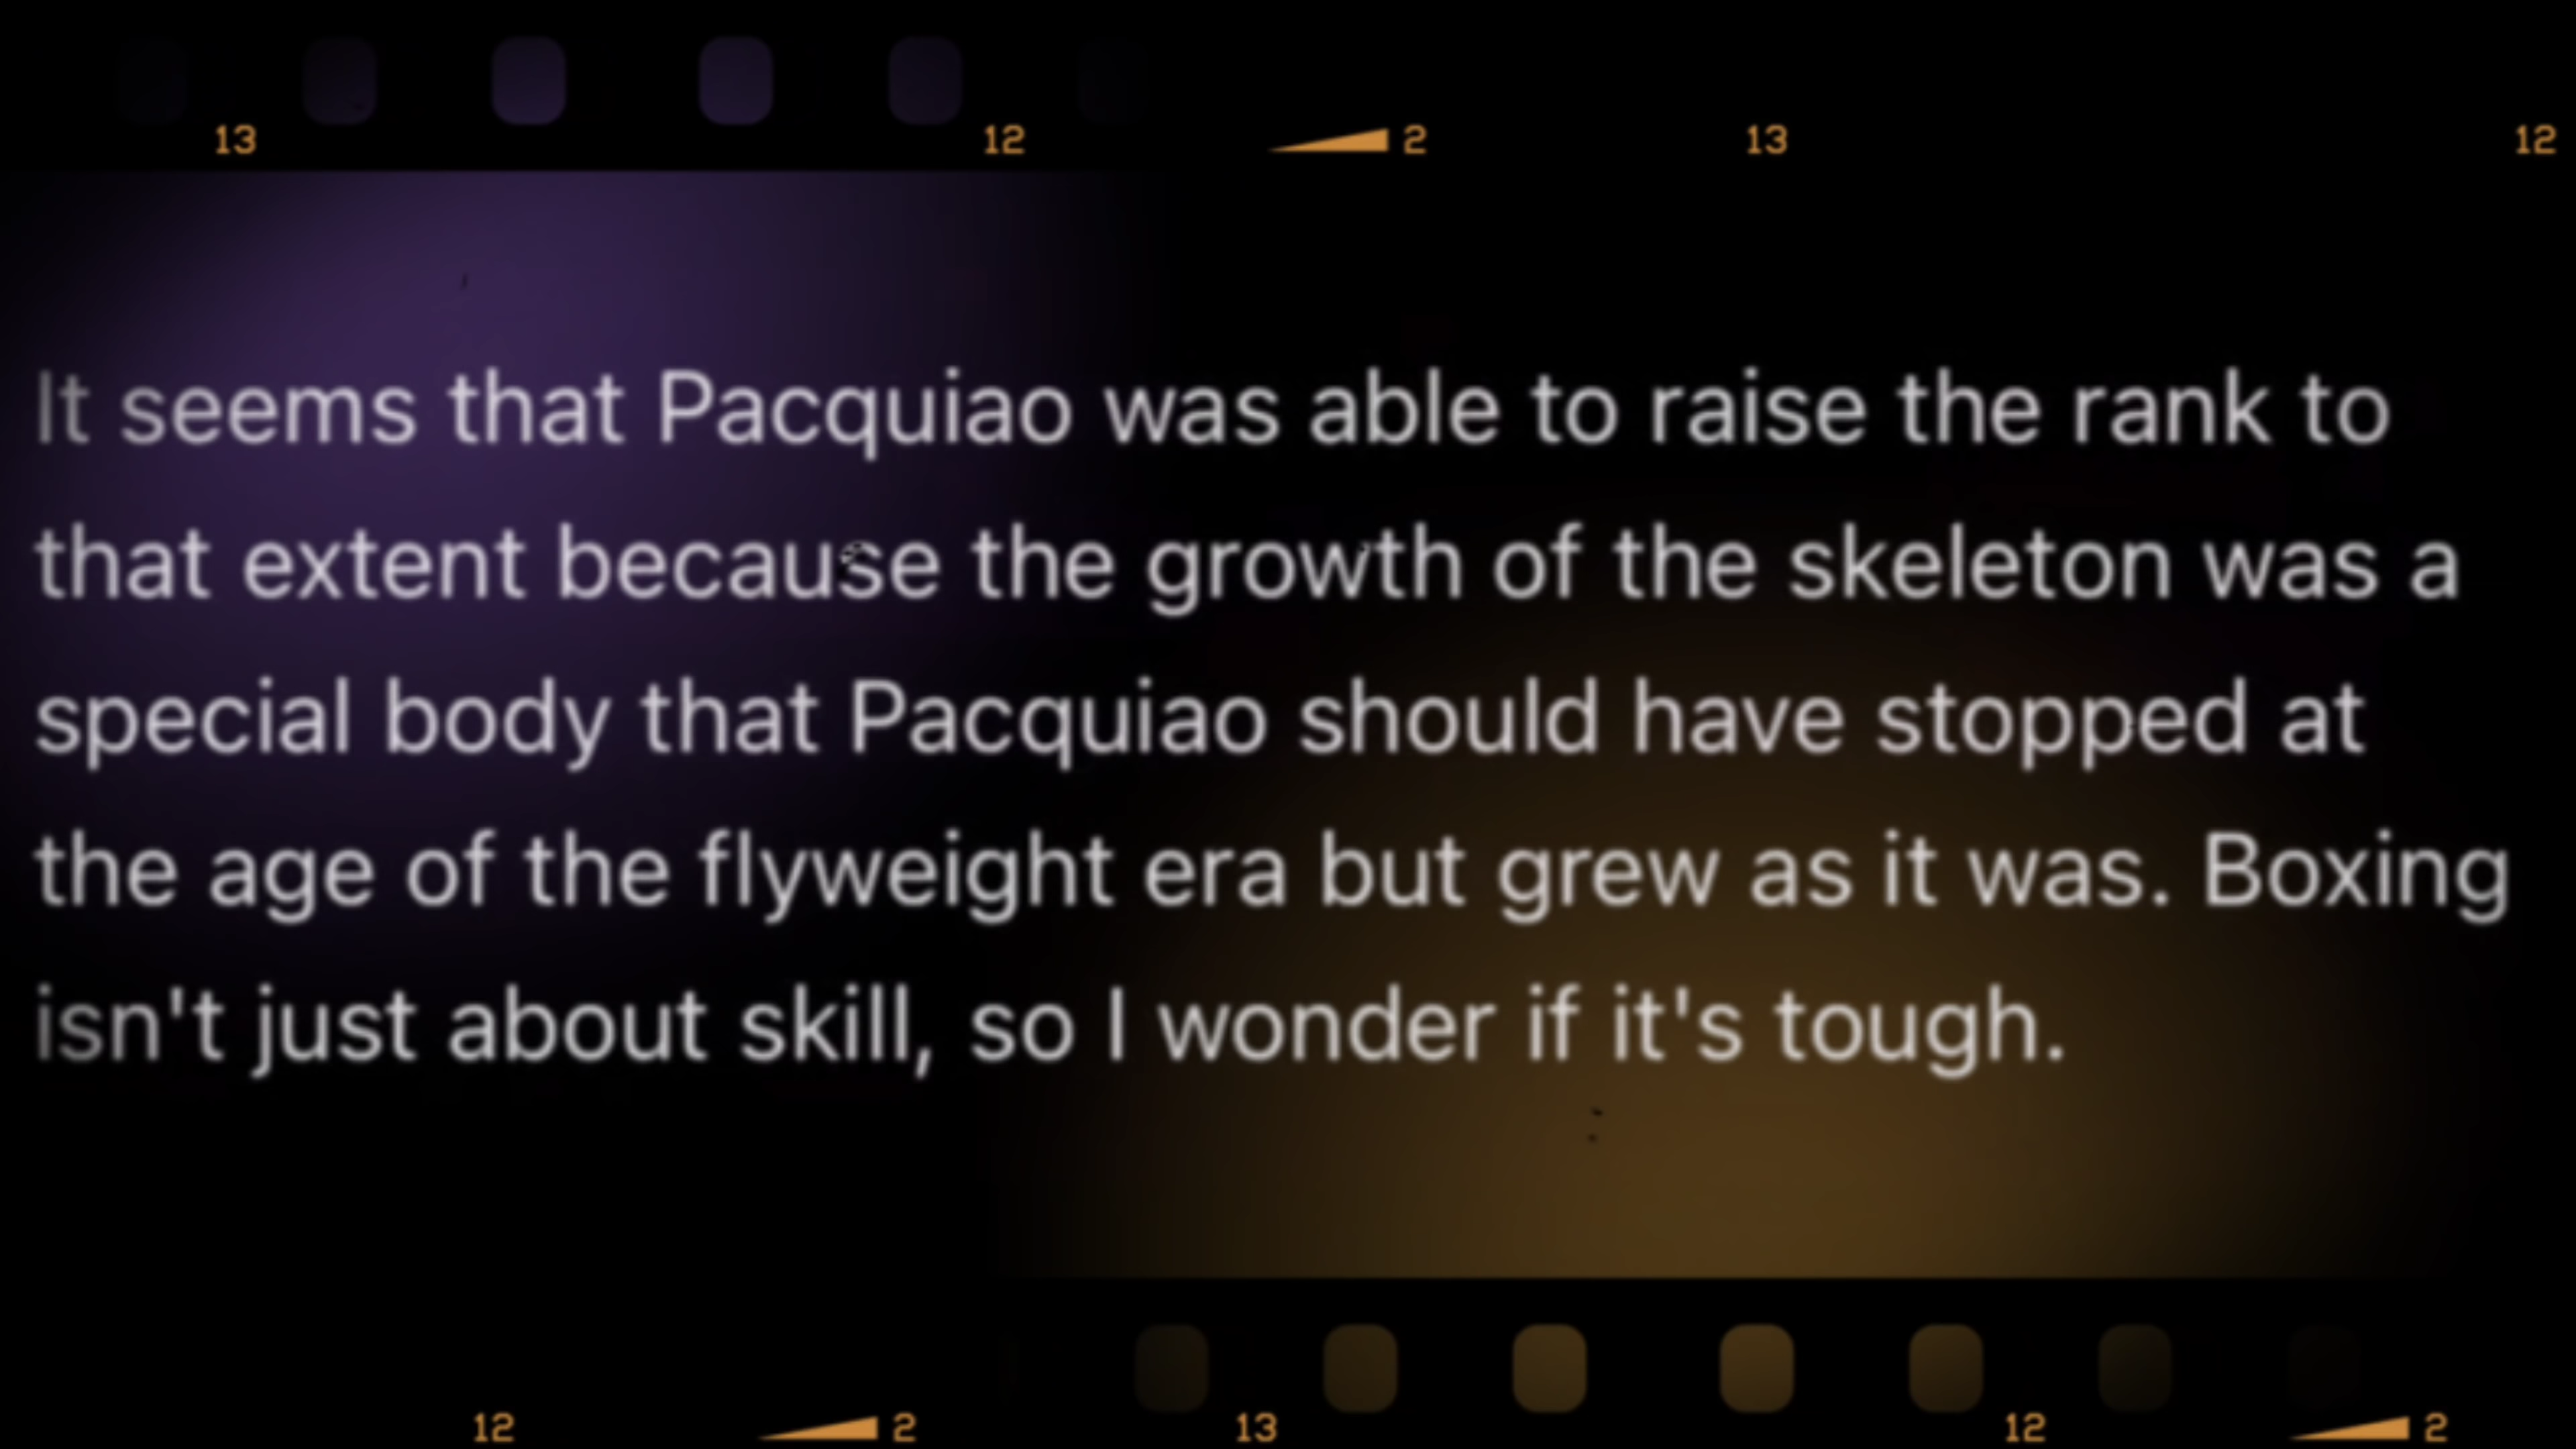 13 12 2 13 12
It seems that Pacquiao was able to raise the rank to
that extent because the growth of the skeleton was a
special body that Pacquiao should have stopped at
the age of the flyweight era but grew as it was. Boxing
isn't just about skill, so I wonder if it's tough.
12 2 13 12 2